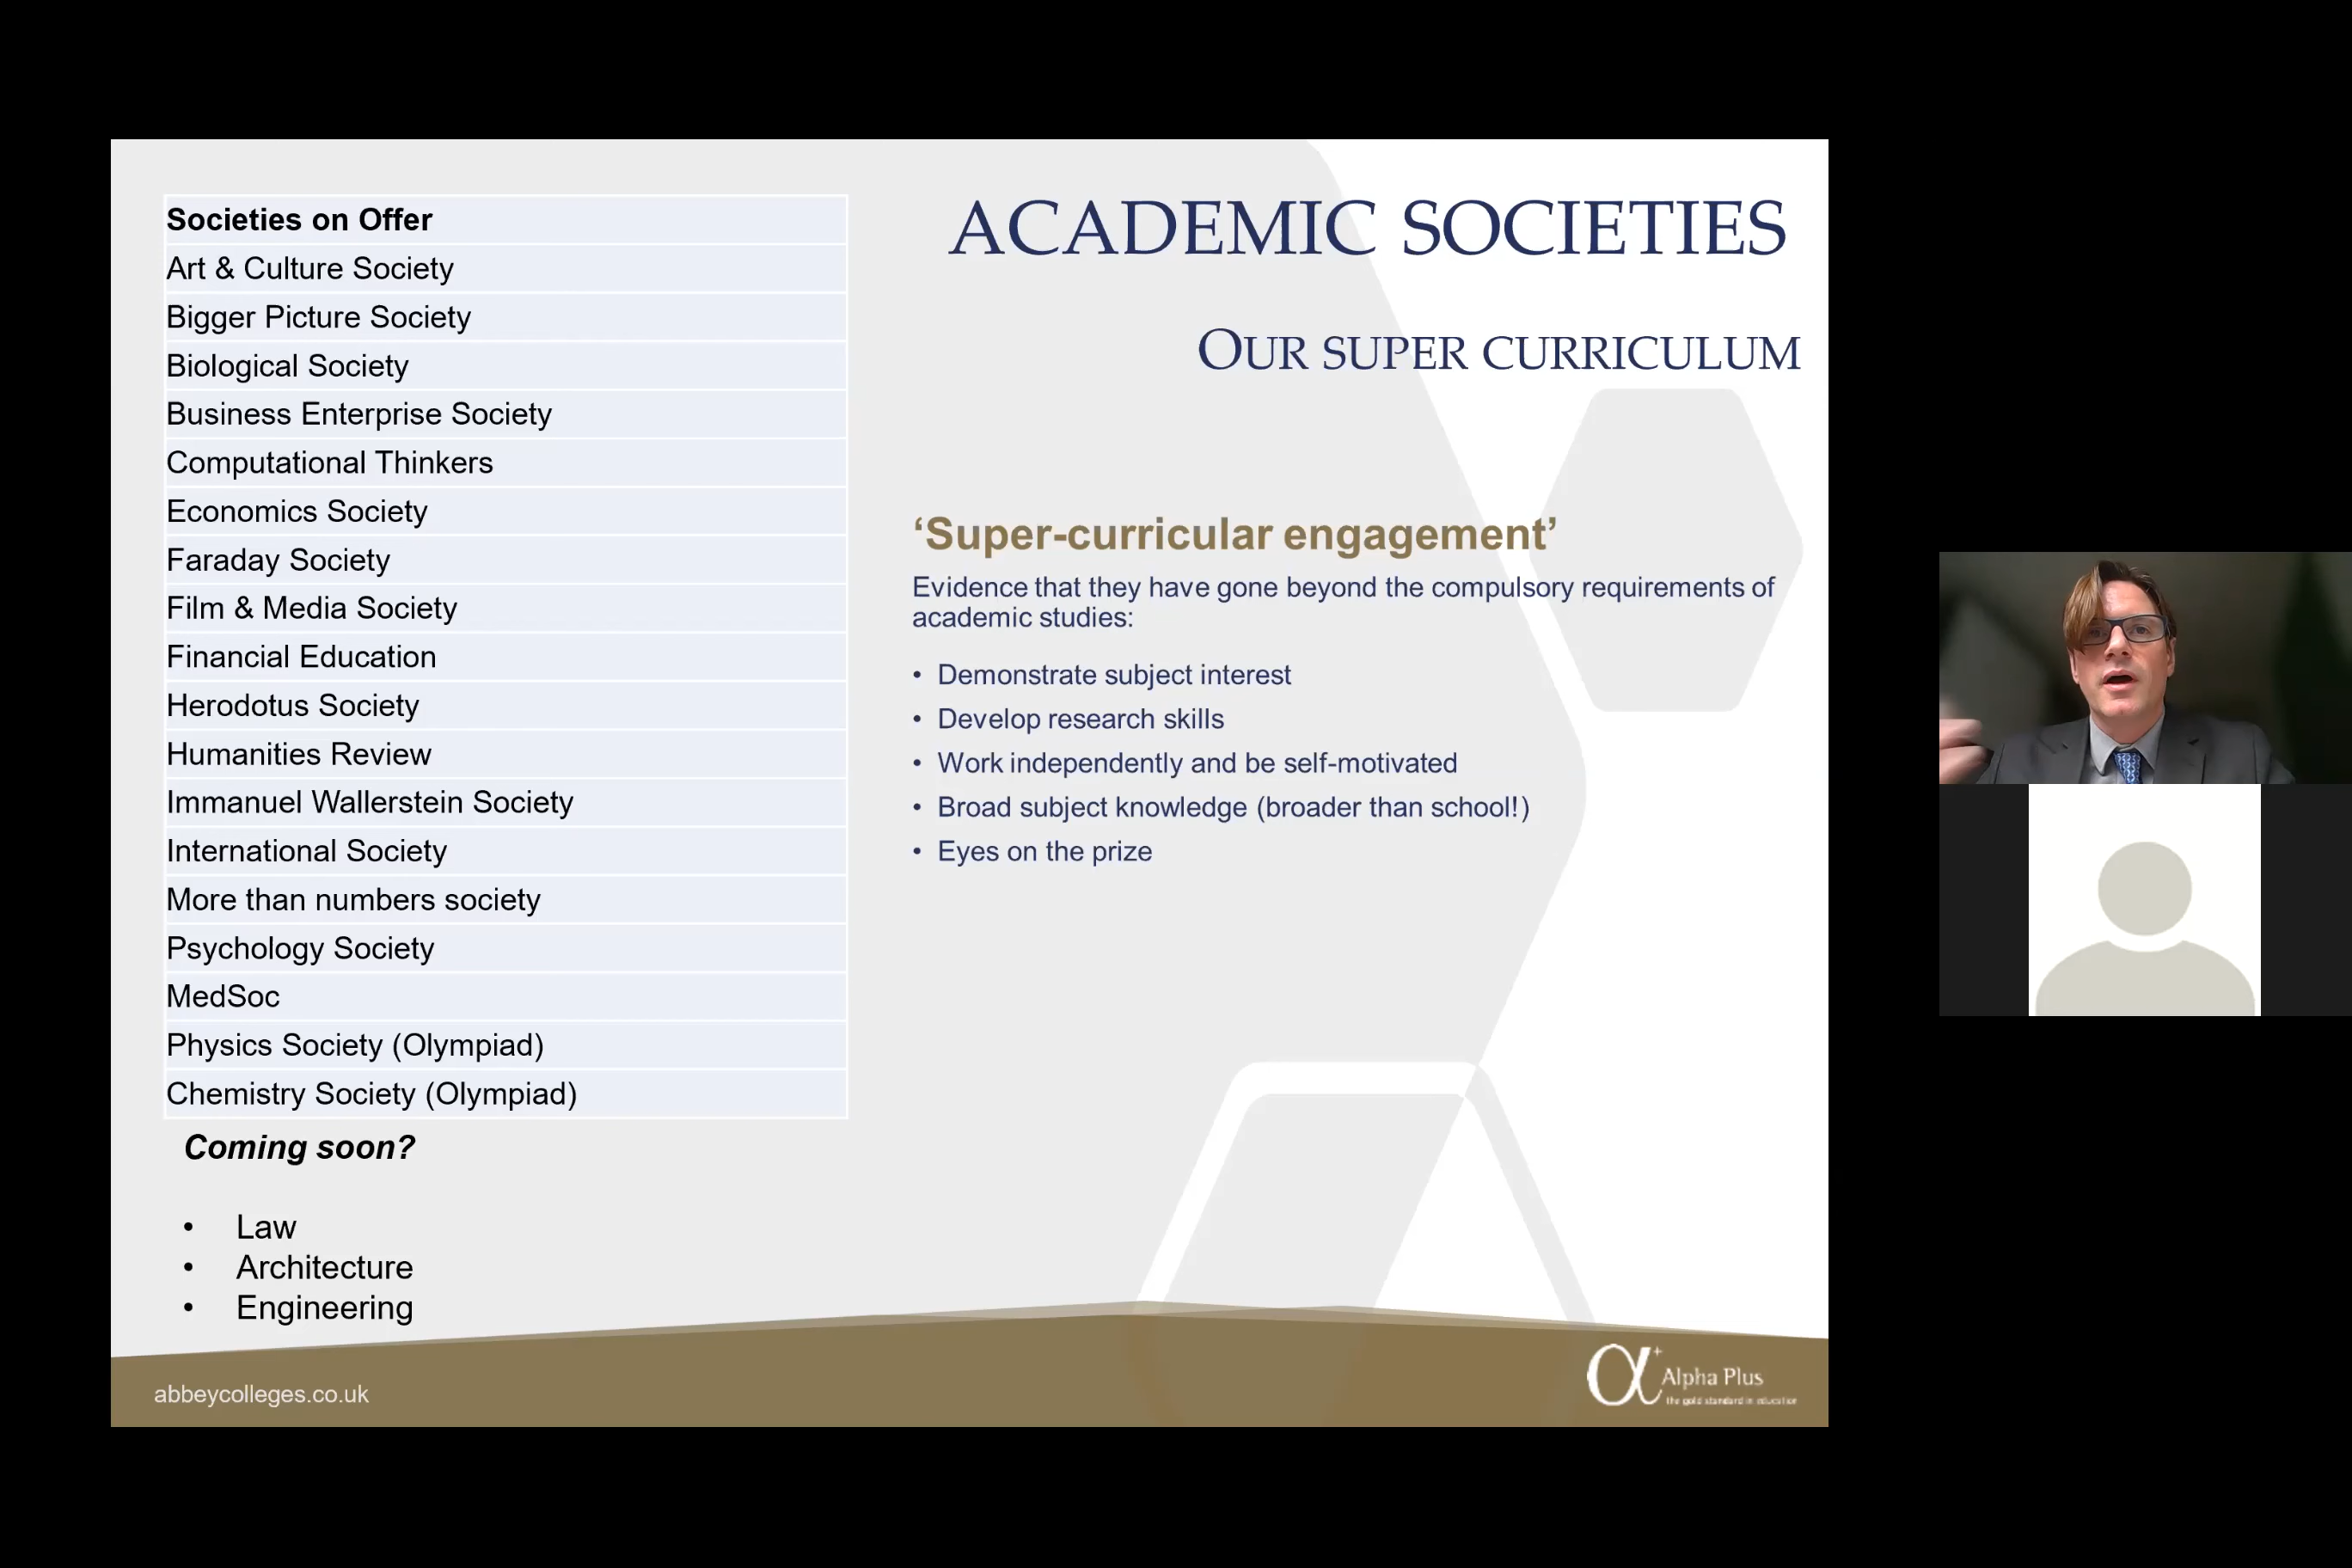 Societies on Offer
Art & Culture Society
Bigger Picture Society
Biological Society
Business Enterprise Society
Computational Thinkers
Economics Society
Faraday Society
Film & Media Society
Financial Education
Herodotus Society
Humanities Review
Immanuel Wallerstein Society
International Society
More than numbers society
Psychology Society
MedSoc
Physics Society (Olympiad)
Chemistry Society (Olympiad)
Coming soon?
• Law
• Architecture
• Engineering
ACADEMIC SOCIETIES
OUR SUPER CURRICULUM
‘Super-curricular engagement’
Evidence that they have gone beyond the compulsory requirements of
academic studies:
• Demonstrate subject interest
• Develop research skills
• Work independently and be self-motivated
• Broad subject knowledge (broader than school!)
• Eyes on the prize
abbeycolleges.co.uk
α+ Alpha Plus
the gold standard in education